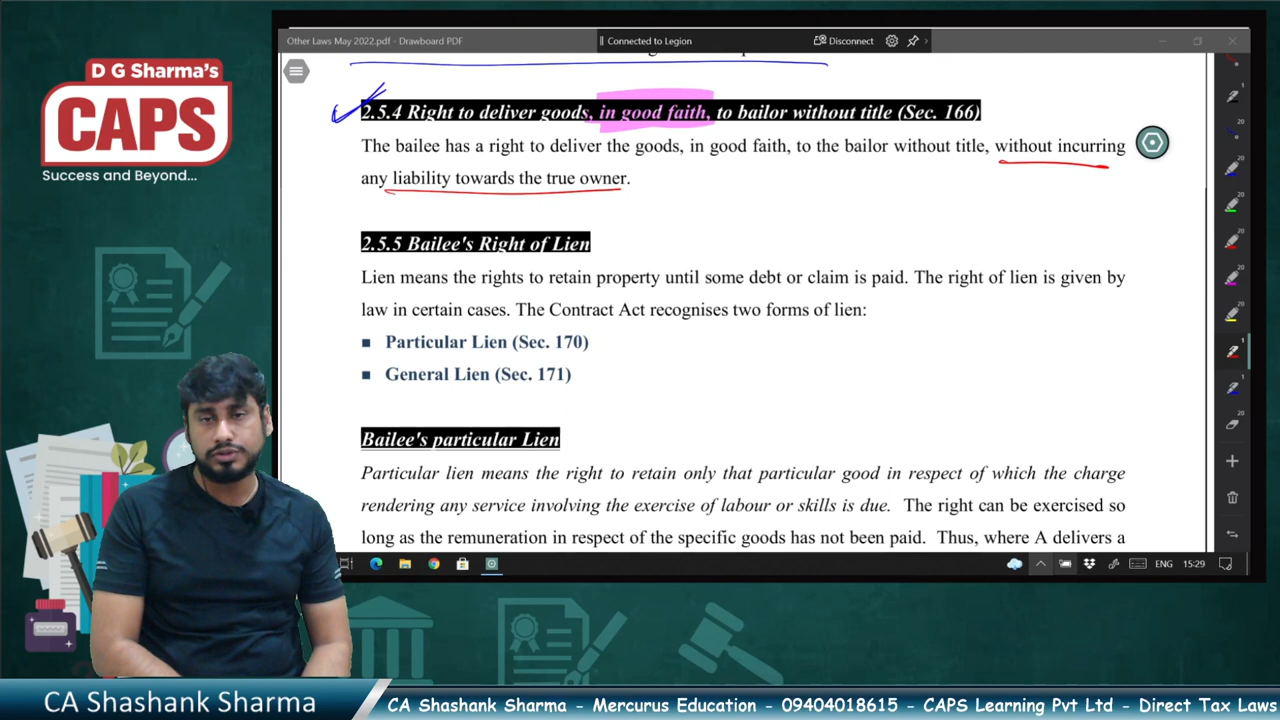 D G Sharma's
CAPS
Success and Beyond...
Other Laws May 2022.pdf - Drawboard PDF
Connected to Legion
Disconnect
2.5.4 Right to deliver goods, in good faith, to bailor without title (Sec. 166)
The bailee has a right to deliver the goods, in good faith, to the bailor without title, without incurring
any liability towards the true owner.
2.5.5 Bailee's Right of Lien
Lien means the rights to retain property until some debt or claim is paid. The right of lien is given by
law in certain cases. The Contract Act recognises two forms of lien:
■ Particular Lien (Sec. 170)
■ General Lien (Sec. 171)
Bailee's particular Lien
Particular lien means the right to retain only that particular good in respect of which the charge
rendering any service involving the exercise of labour or skills is due. The right can be exercised so
long as the remuneration in respect of the specific goods has not been paid. Thus, where A delivers a
ENG 15:29
CA Shashank Sharma
CA Shashank Sharma - Mercurus Education - 09404018615 - CAPS Learning Pvt Ltd - Direct Tax Laws